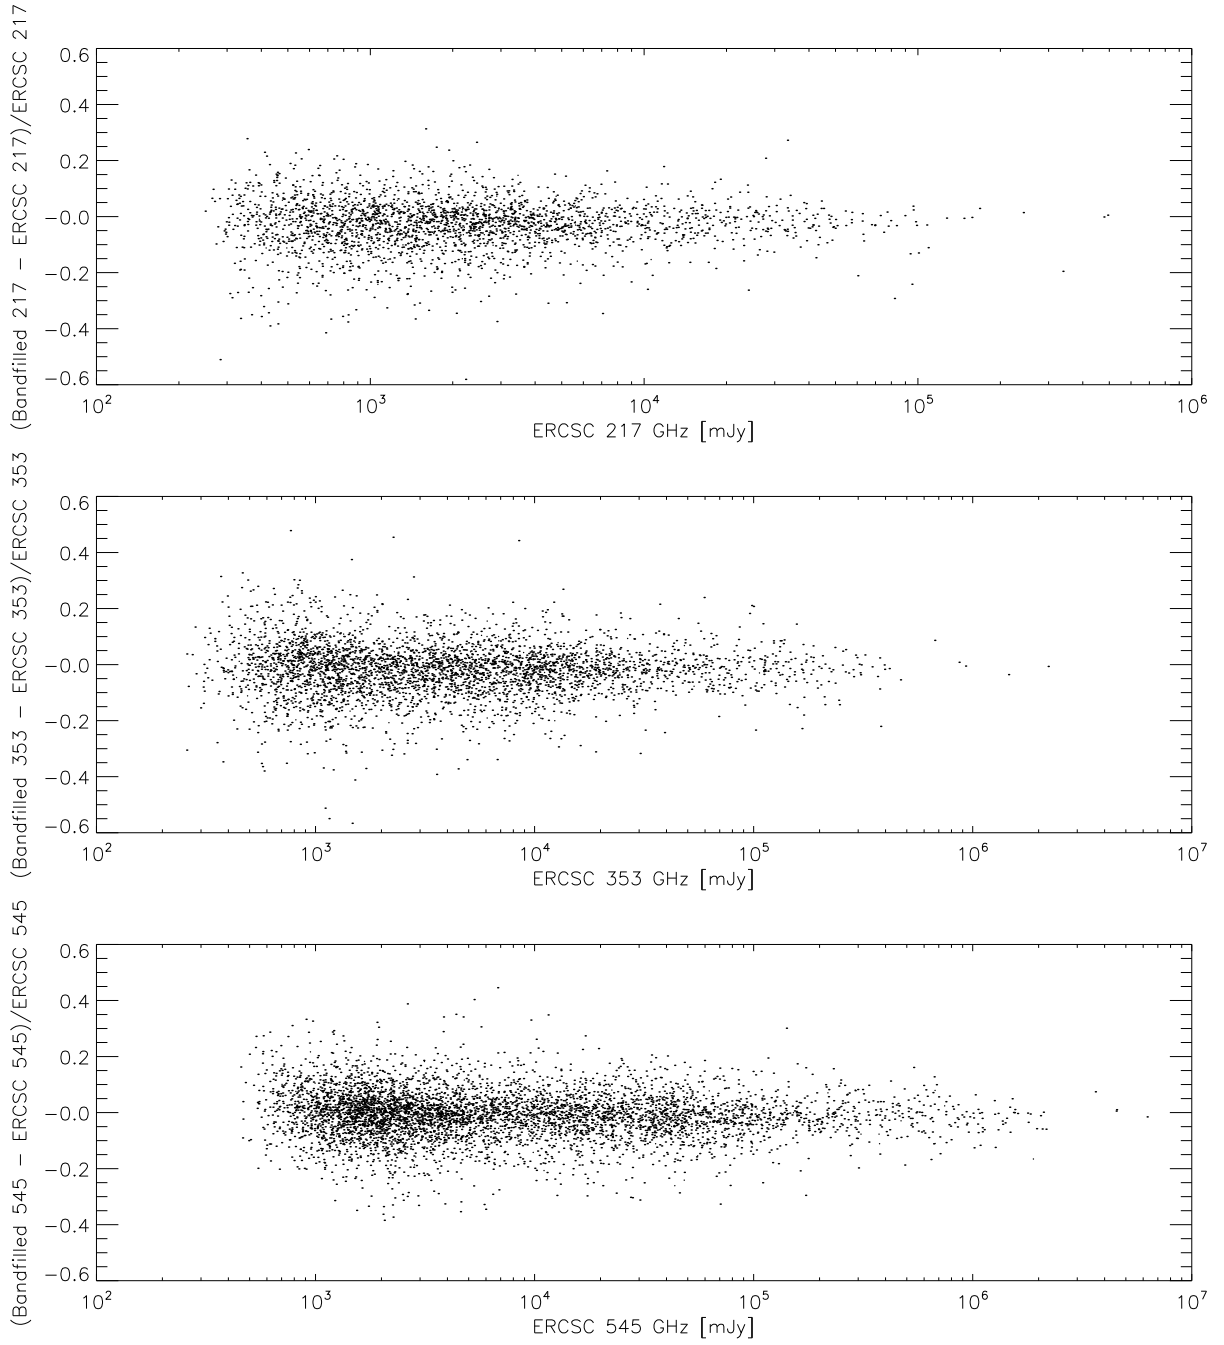 (Bandfilled 217 − ERCSC 217)/ERCSC 217
0.6
0.4
0.2
−0.0
−0.2
−0.4
−0.6
10² 10³ 10⁴ 10⁵ 10⁶
ERCSC 217 GHz [mJy]
(Bandfilled 353 − ERCSC 353)/ERCSC 353
0.6
0.4
0.2
−0.0
−0.2
−0.4
−0.6
10² 10³ 10⁴ 10⁵ 10⁶ 10⁷
ERCSC 353 GHz [mJy]
(Bandfilled 545 − ERCSC 545)/ERCSC 545
0.6
0.4
0.2
−0.0
−0.2
−0.4
−0.6
10² 10³ 10⁴ 10⁵ 10⁶ 10⁷
ERCSC 545 GHz [mJy]